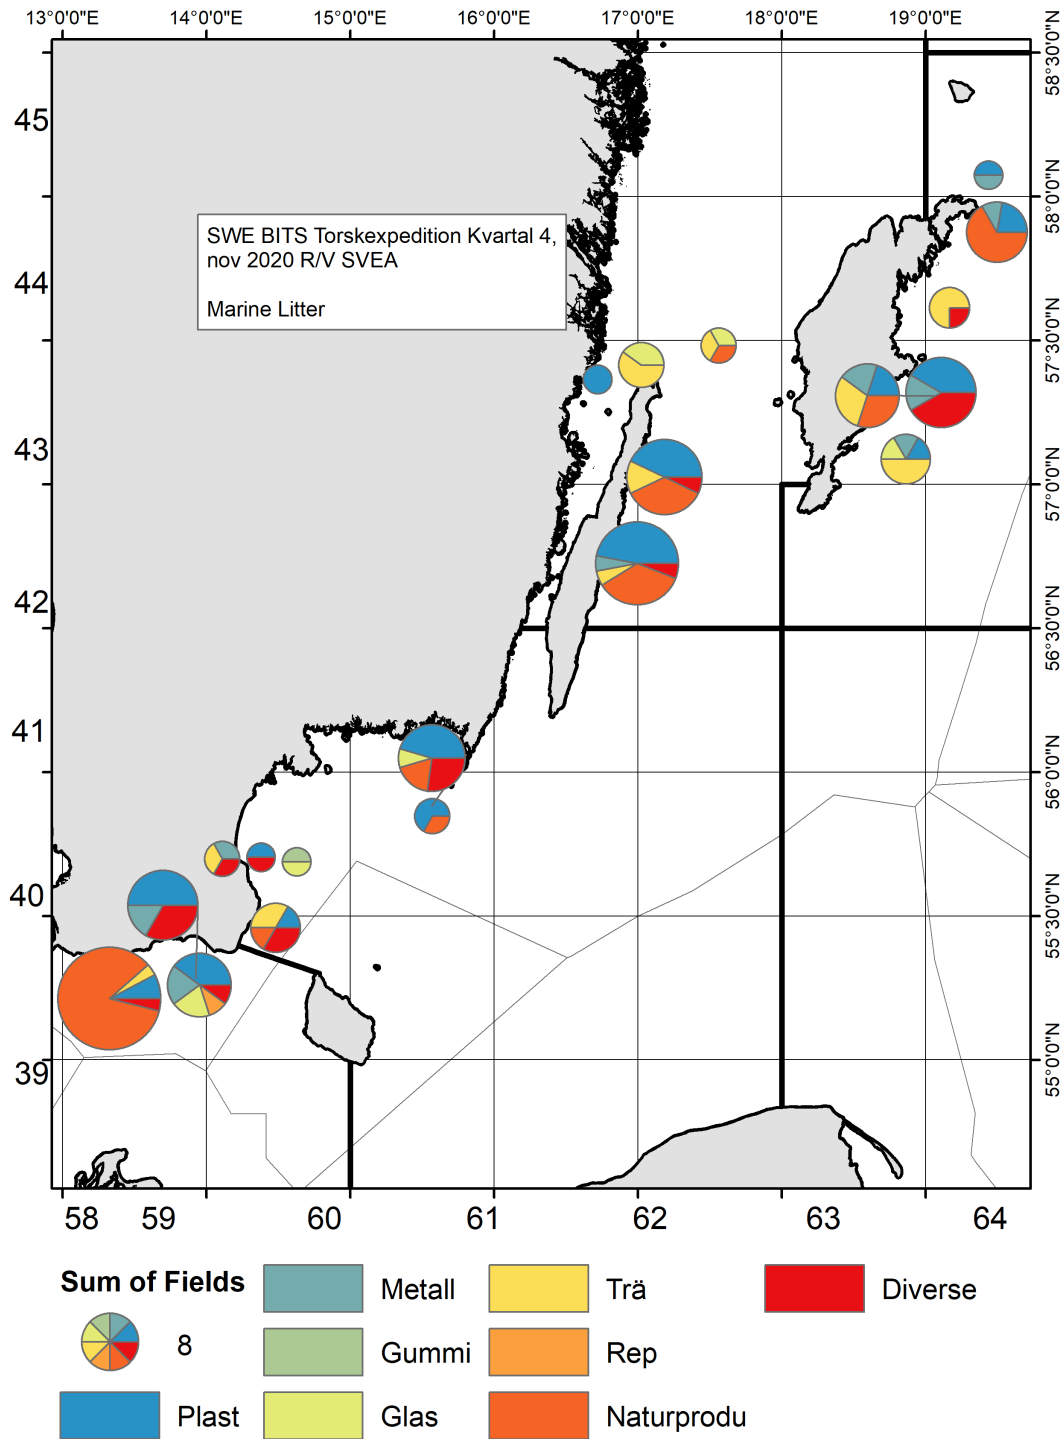 13°0'0"E 14°0'0"E 15°0'0"E 16°0'0"E 17°0'0"E 18°0'0"E 19°0'0"E
58°30'0"N
45
58°0'0"N
SWE BITS Torskexpedition Kvartal 4,
nov 2020 R/V SVEA
Marine Litter
44
57°30'0"N
43
57°0'0"N
42
56°30'0"N
41
56°0'0"N
40
55°30'0"N
39
55°0'0"N
58 59 60 61 62 63 64
Sum of Fields
8
Plast
Metall
Gummi
Glas
Trä
Rep
Naturprodu
Diverse